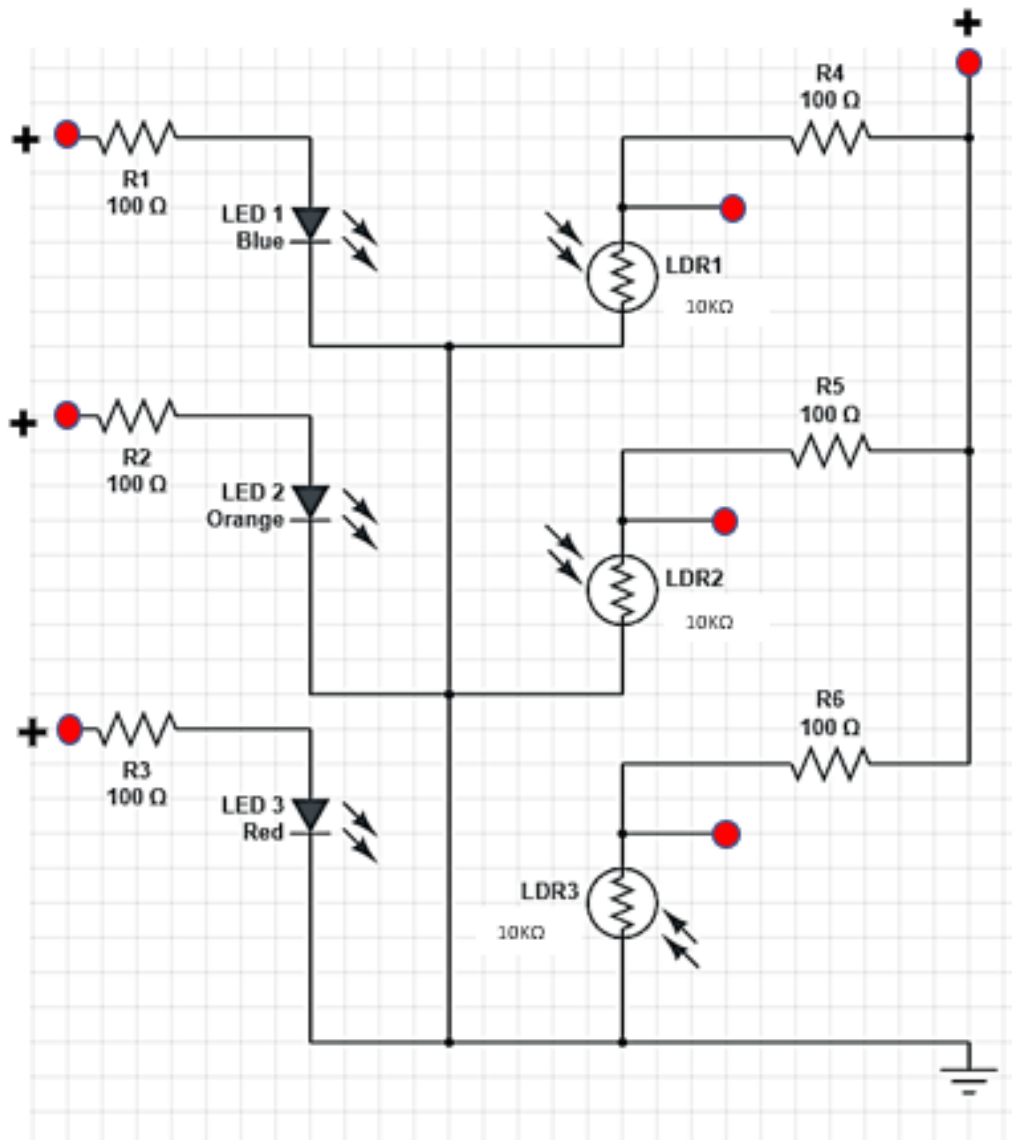 +
R4
100 Ω
+
R1
100 Ω
LED 1
Blue
LDR1
10KΩ
R5
100 Ω
+
R2
100 Ω
LED 2
Orange
LDR2
10KΩ
R6
100 Ω
+
R3
100 Ω
LED 3
Red
LDR3
10KΩ